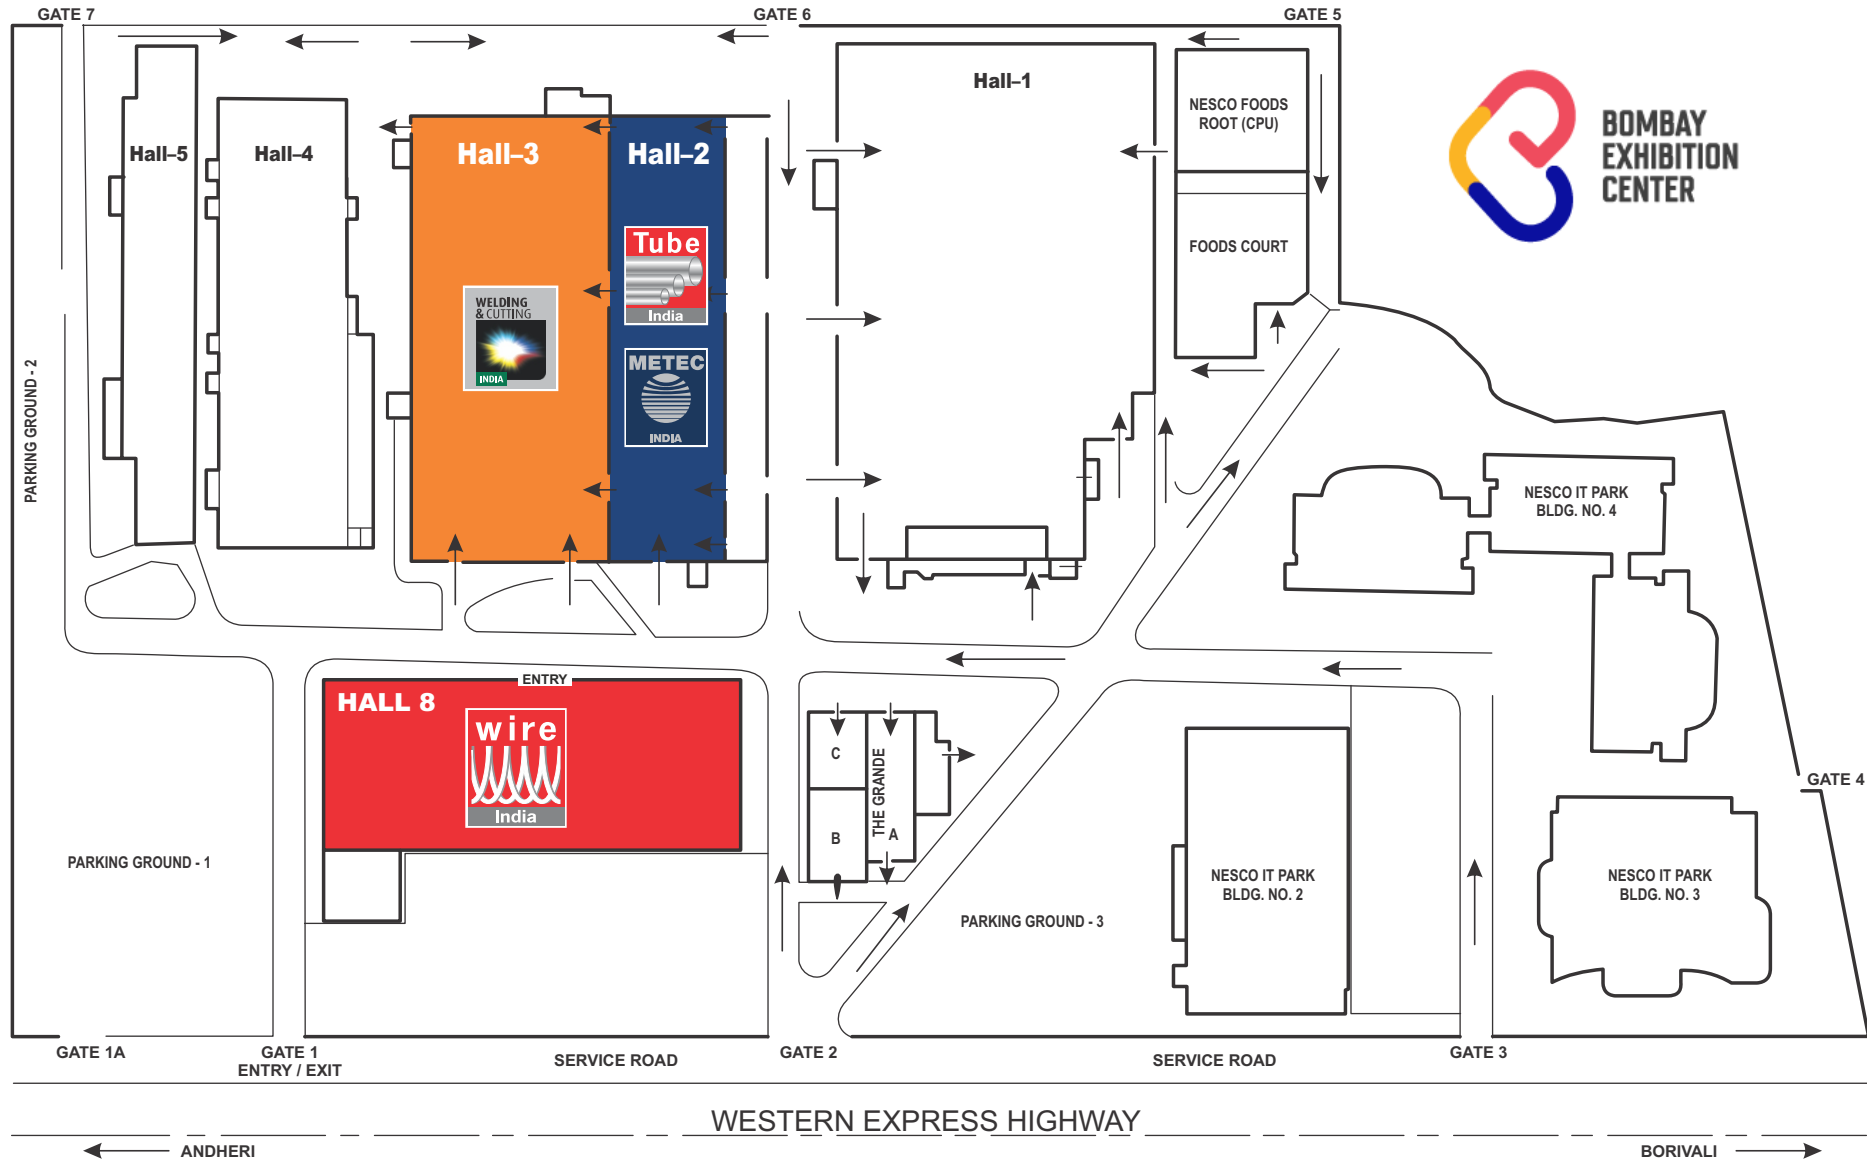 GATE 7
GATE 6
GATE 5
Hall–5
Hall–4
Hall–3
Hall–2
Hall–1
NESCO FOODS
ROOT (CPU)
FOODS COURT
BOMBAY
EXHIBITION
CENTER
Tube
India
WELDING
& CUTTING
INDIA
METEC
INDIA
PARKING GROUND - 2
NESCO IT PARK
BLDG. NO. 4
ENTRY
HALL 8
wire
India
C
B
THE GRANDE
A
GATE 4
PARKING GROUND - 1
PARKING GROUND - 3
NESCO IT PARK
BLDG. NO. 2
NESCO IT PARK
BLDG. NO. 3
GATE 1A
GATE 1
ENTRY / EXIT
SERVICE ROAD
GATE 2
SERVICE ROAD
GATE 3
WESTERN EXPRESS HIGHWAY
ANDHERI
BORIVALI